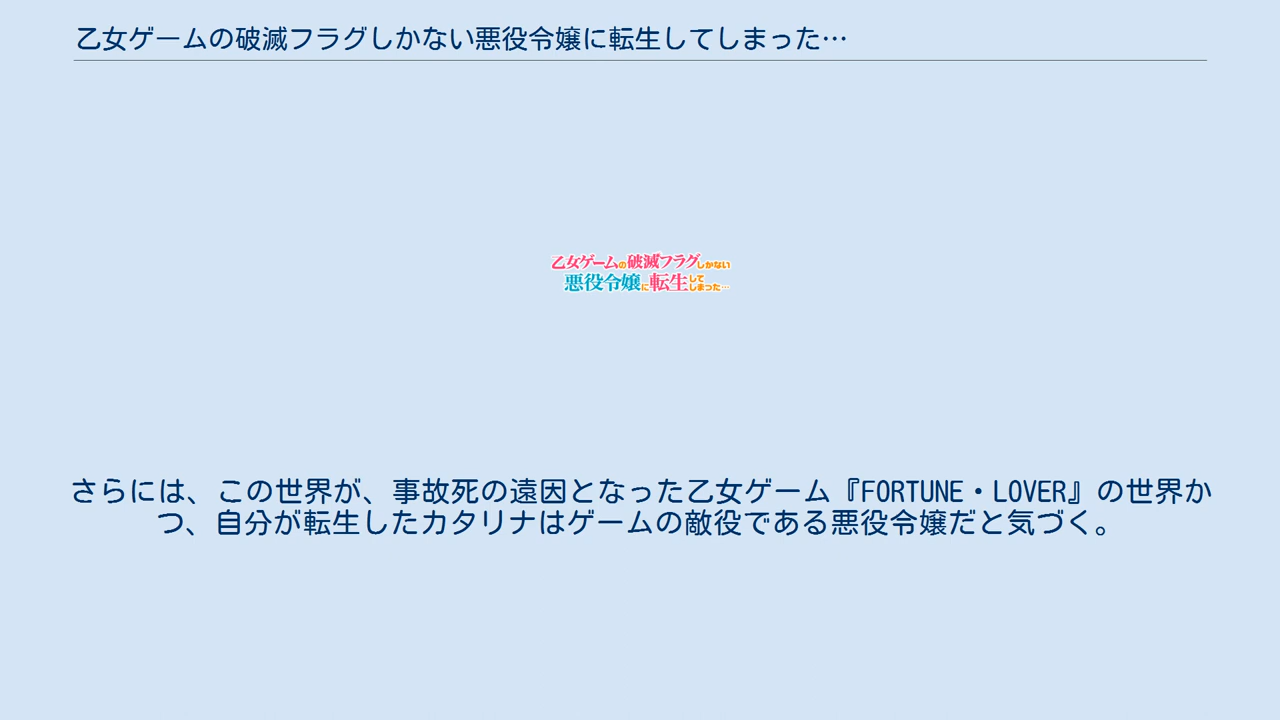 乙女ゲームの破滅フラグしかない悪役令嬢に転生してしまった…
乙女ゲームの破滅フラグしかない
悪役令嬢に転生してしまった…
さらには、この世界が、事故死の遠因となった乙女ゲーム『FORTUNE・LOVER』の世界か
つ、自分が転生したカタリナはゲームの敵役である悪役令嬢だと気づく。